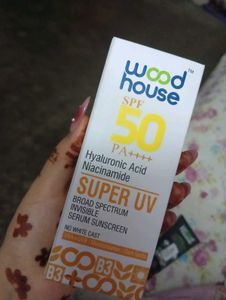 wood™
house
SPF
50
PA++++
Hyaluronic Acid
Niacinamide
SUPER UV
BROAD SPECTRUM
INVISIBLE
SERUM SUNSCREEN
NO WHITE CAST
B3
B3